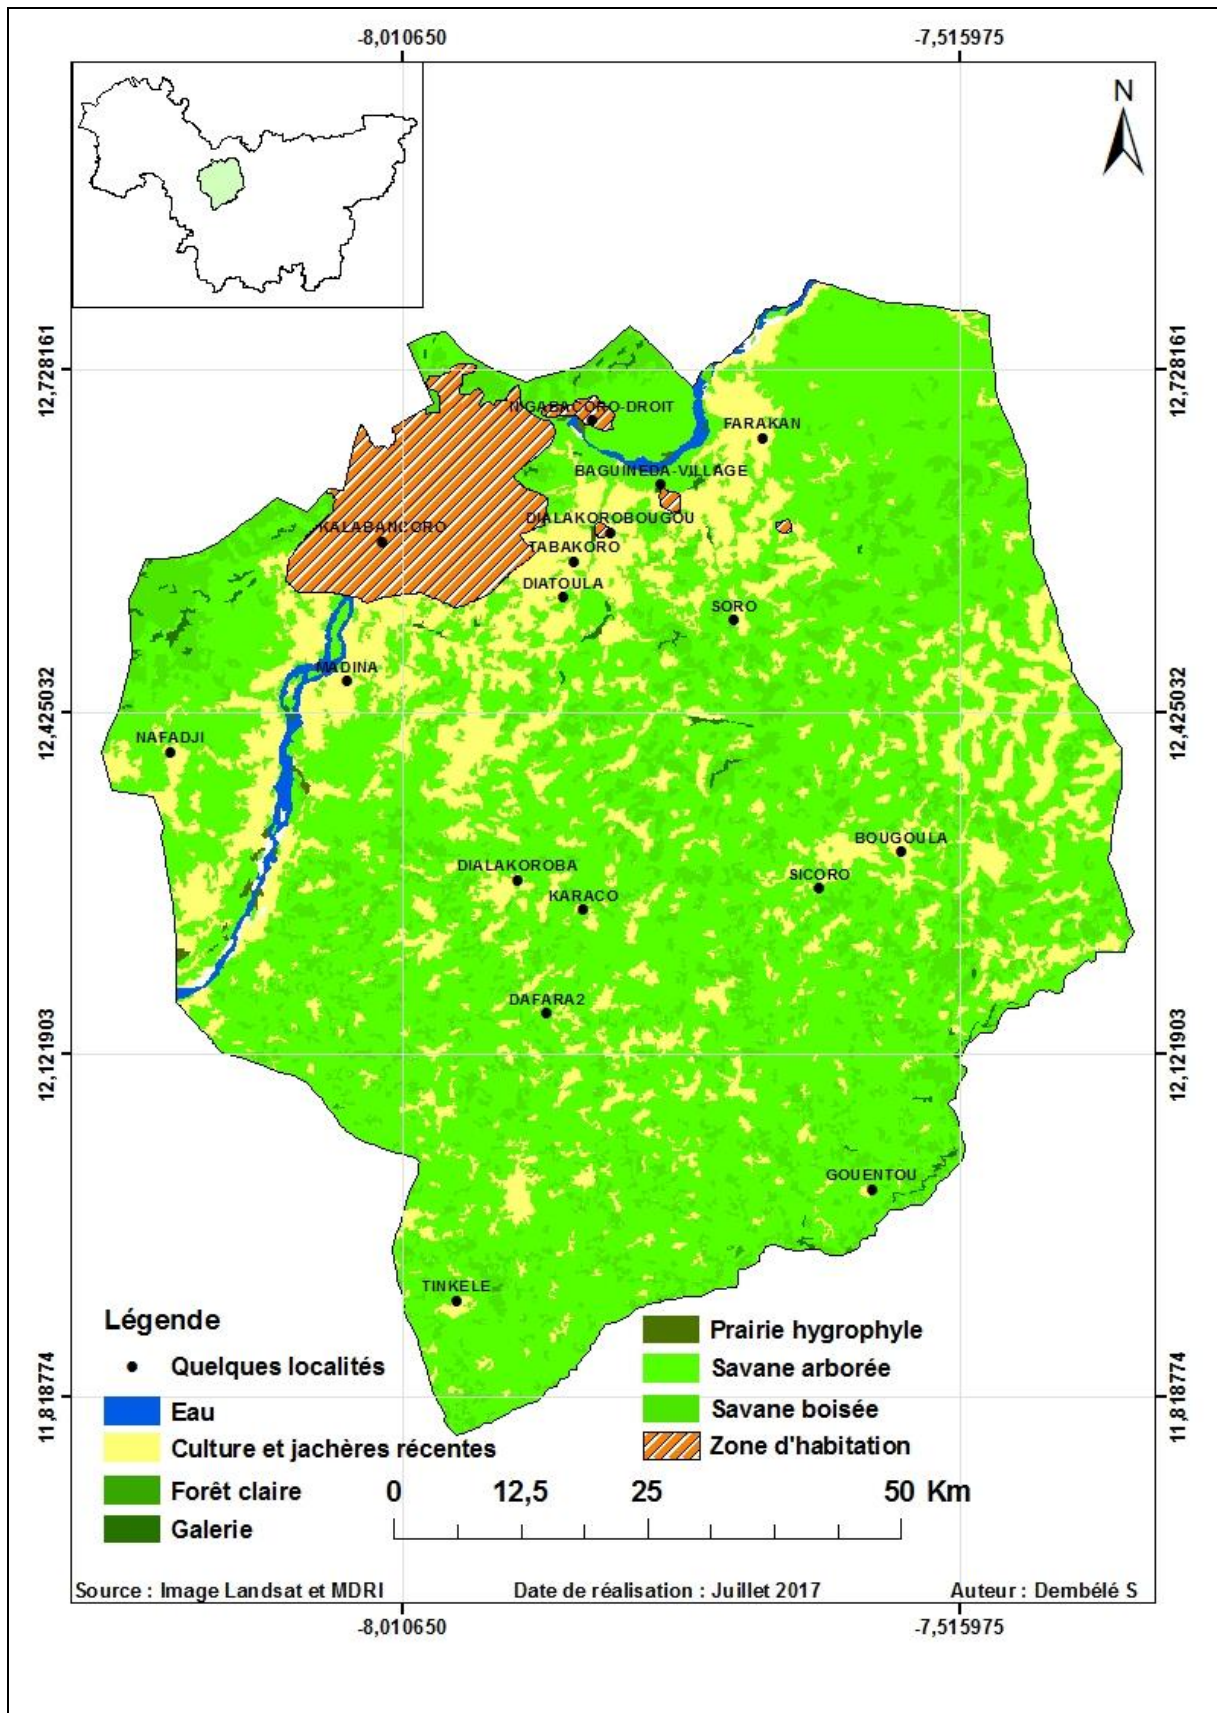 -8,010650 -7,515975
N
12,728161 12,728161
N'GABACORO-DROIT
FARAKAN
BAGUINEDA-VILLAGE
KALABANCORO
DIALAKOROBOUGOU
TABAKORO
DIATOULA
SORO
MADINA
12,425032 12,425032
NAFADJI
BOUGOULA
DIALAKOROBA
SICORO
KARACO
DAFARA2
12,121903 12,121903
GOUENTOU
TINKELE
11,818774 11,818774
Légende
Quelques localités
Eau
Culture et jachères récentes
Forêt claire
Galerie
Prairie hygrophyle
Savane arborée
Savane boisée
Zone d'habitation
0 12,5 25 50 Km
Source : Image Landsat et MDRI Date de réalisation : Juillet 2017 Auteur : Dembélé S
-8,010650 -7,515975